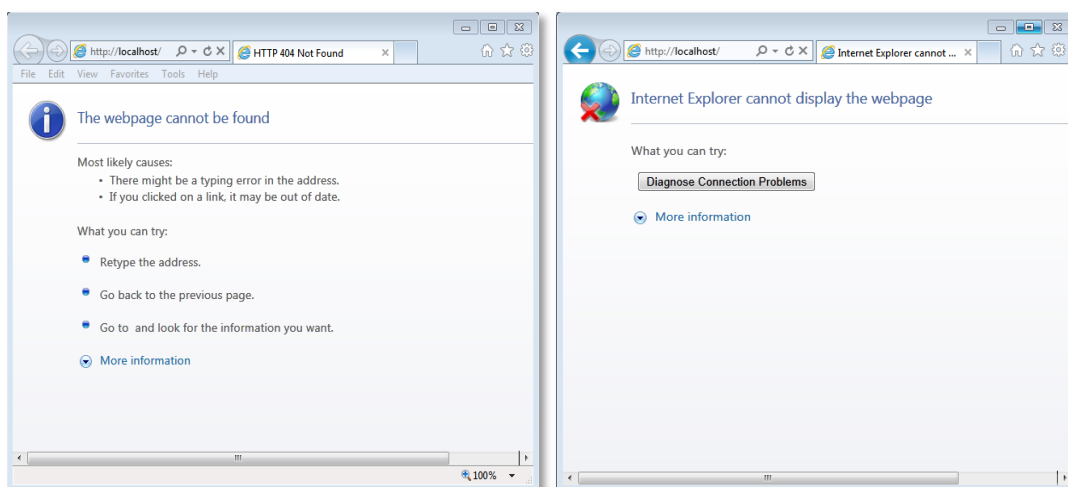 http://localhost/
HTTP 404 Not Found
File Edit View Favorites Tools Help
The webpage cannot be found
Most likely causes:
• There might be a typing error in the address.
• If you clicked on a link, it may be out of date.
What you can try:
Retype the address.
Go back to the previous page.
Go to  and look for the information you want.
More information
100%
http://localhost/
Internet Explorer cannot ...
Internet Explorer cannot display the webpage
What you can try:
Diagnose Connection Problems
More information